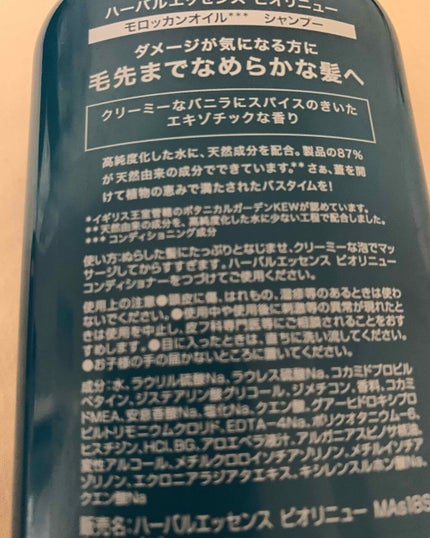 ハーバルエッセンス ビオリニュー
モロッカンオイル*** シャンプー
ダメージが気になる方に
毛先までなめらかな髪へ
クリーミーなバニラにスパイスのきいた
エキゾチックな香り
高純度化した水に、天然成分を配合。製品の87%
が天然由来の成分でできています。** さぁ、蓋を開
けて植物の恵みで満たされたバスタイムを!
*イギリス王室管轄のボタニカルガーデンKEWが認めています。
**天然由来の成分を、高純度化した水に少ない工程で配合しました。
***コンディショニング成分
使い方:ぬらした髪にたっぷりとなじませ、クリーミーな泡でマッ
サージしてからすすぎます。ハーバルエッセンス ビオリニュー
コンディショナーをつづけてご使用ください。
使用上の注意●頭皮に傷、はれもの、湿疹等のあるときは使わ
ないでください。●使用中や使用後に刺激等の異常が現れたと
きは使用を中止し、皮フ科専門医等にご相談されることをおす
すめします。●目に入ったときは、直ちに洗い流してください。
●お子様の手の届かないところに置いてください。
成分:水、ラウリル硫酸Na、ラウレス硫酸Na、コカミドプロピル
ベタイン、ジステアリン酸グリコール、ジメチコン、香料、コカミ
ドMEA、安息香酸Na、塩化Na、クエン酸、グアーヒドロキシプロ
ピルトリモニウムクロリド、EDTA-4Na、ポリクオタニウム-6、
ヒスチジン、HCl、BG、アロエベラ液汁、アルガニアスピノサ核油、
変性アルコール、メチルクロロイソチアゾリノン、メチルイソチア
ゾリノン、エクロニアラジアタエキス、キシレンスルホン酸Na、
クエン酸Na
販売名:ハーバルエッセンス ビオリニュー MAs18S